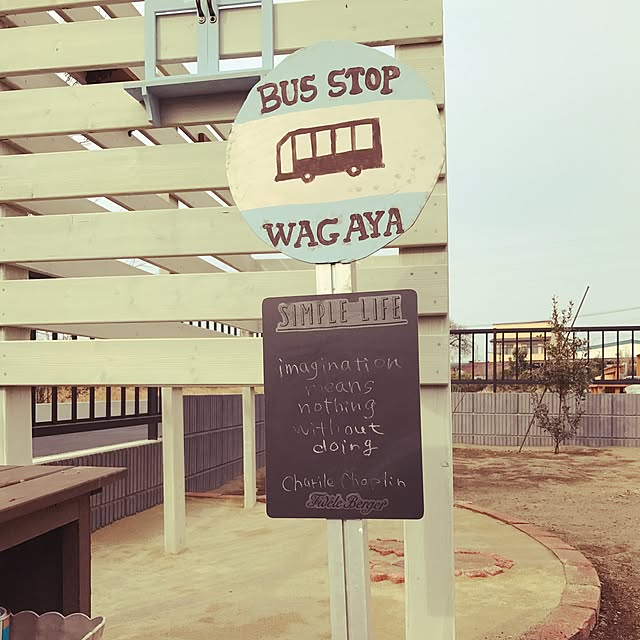 BUS STOP
WAGAYA
SIMPLE LIFE
imagination
means
nothing
without
doing
Charlie Chaplin